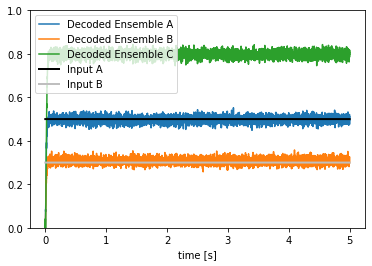 1.0
0.8
0.6
0.4
0.2
0.0
Decoded Ensemble A
Decoded Ensemble B
Decoded Ensemble C
Input A
Input B
0 1 2 3 4 5
time [s]